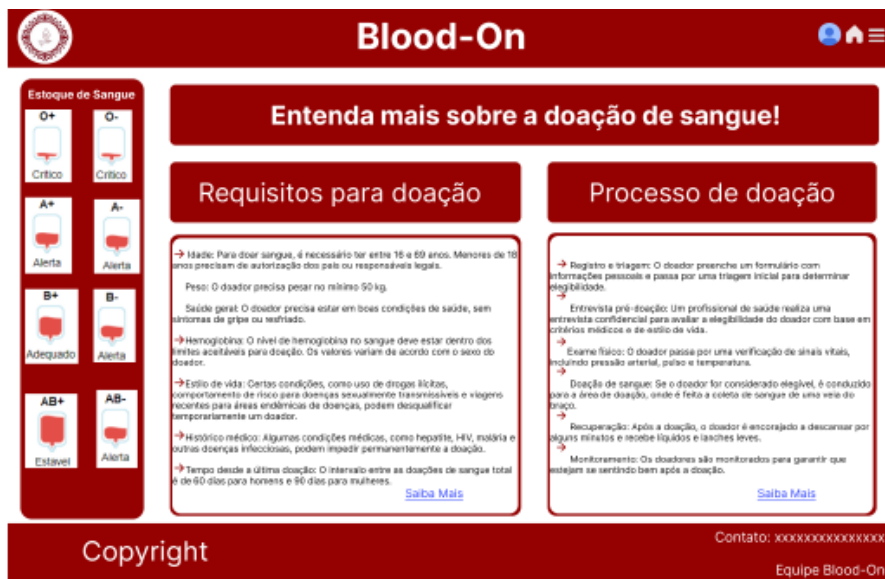 Blood-On
Estoque de Sangue
O+
O-
Crítico
Crítico
A+
A-
Alerta
Alerta
B+
B-
Adequado
Alerta
AB+
AB-
Estavel
Alerta
Entenda mais sobre a doação de sangue!
Requisitos para doação
→ Idade: Para doar sangue, é necessário ter entre 16 e 69 anos. Menores de 18
anos precisam de autorização dos pais ou responsáveis legais.
Peso: O doador precisa pesar no mínimo 50 kg.
Saúde geral: O doador precisa estar em boas condições de saúde, sem
sintomas de gripe ou resfriado.
→Hemoglobina: O nível de hemoglobina no sangue deve estar dentro dos
limites aceitáveis para doação. Os valores variam de acordo com o sexo do
doador.
→Estilo de vida: Certas condições, como uso de drogas ilícitas,
comportamento de risco para doenças sexualmente transmissíveis e viagens
recentes para áreas endêmicas de doenças, podem desqualificar
temporariamente um doador.
→Histórico médico: Algumas condições médicas, como hepatite, HIV, malária e
outras doenças infecciosas, podem impedir permanentemente a doação.
→Tempo desde a última doação: O intervalo entre as doações de sangue total
é de 60 dias para homens e 90 dias para mulheres.
Saiba Mais
Processo de doação
→ Registro e triagem: O doador preenche um formulário com
informações pessoais e passa por uma triagem inicial para determinar
elegibilidade.
→
Entrevista pré-doação: Um profissional de saúde realiza uma
entrevista confidencial para avaliar a elegibilidade do doador com base em
critérios médicos e de estilo de vida.
→
Exame físico: O doador passa por uma verificação de sinais vitais,
incluindo pressão arterial, pulso e temperatura.
→
Doação de sangue: Se o doador for considerado elegível, é conduzido
para a área de doação, onde é feita a coleta de sangue de uma veia do
braço.
→
Recuperação: Após a doação, o doador é encorajado a descansar por
alguns minutos e recebe líquidos e lanches leves.
→
Monitoramento: Os doadores são monitorados para garantir que
estejam se sentindo bem após a doação.
Saiba Mais
Copyright
Contato: xxxxxxxxxxxxxxx
Equipe Blood-On